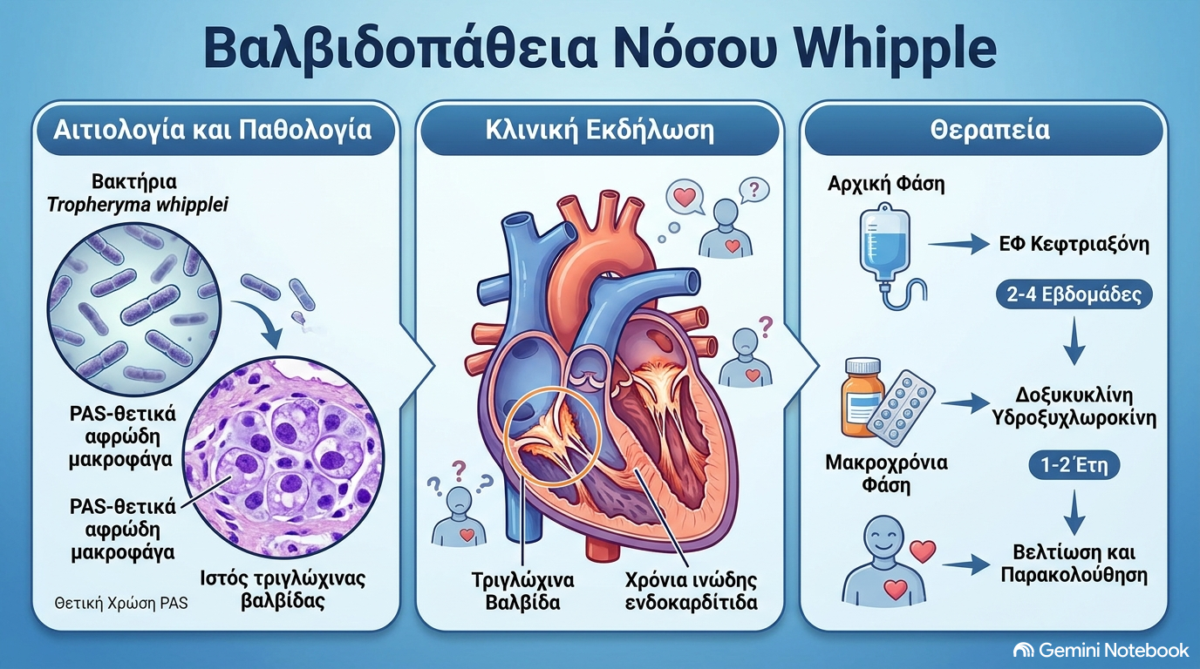 Βαλβιδοπάθεια Νόσου Whipple
Αιτιολογία και Παθολογία
Βακτήρια
Tropheryma whipplei
PAS-θετικά
αφρώδη
μακροφάγα
PAS-θετικά
αφρώδη
μακροφάγα
Ιστός τριγλώχινας
βαλβίδας
Θετική Χρώση PAS
Κλινική Εκδήλωση
?
?
? ? ?
Τριγλώχινα
Βαλβίδα
Χρόνια ινώδης
ενδοκαρδίτιδα
Θεραπεία
Αρχική Φάση
ΕΦ Κεφτριαξόνη
2-4 Εβδομάδες
Δοξυκυκλίνη
Υδροξυχλωροκίνη
Μακροχρόνια
Φάση
1-2 Έτη
Βελτίωση και
Παρακολούθηση
Gemini Notebook